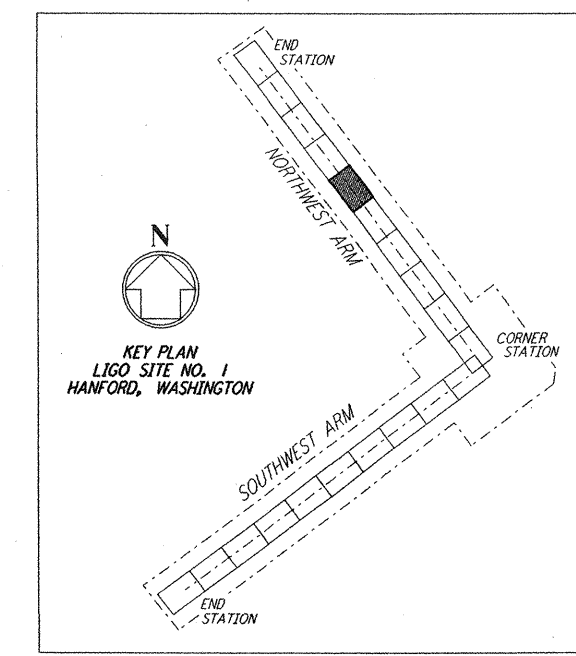 END
STATION
NORTHWEST ARM
N
KEY PLAN
LIGO SITE NO. 1
HANFORD, WASHINGTON
CORNER
STATION
SOUTHWEST ARM
END
STATION